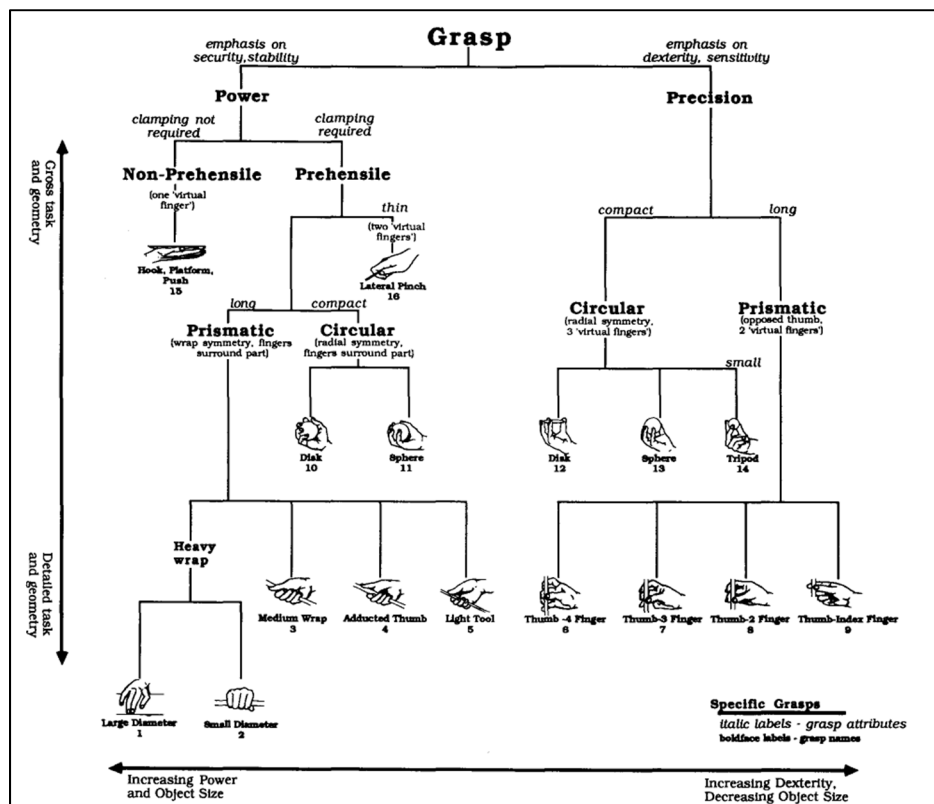 Grasp
emphasis on
security,stability
emphasis on
dexterity, sensitivity
Power
Precision
clamping not
required
clamping
required
Gross task
and geometry
Non-Prehensile
(one 'virtual
finger')
Prehensile
thin
(two 'virtual
fingers')
compact
long
Hook, Platform,
Push
15
Lateral Pinch
16
long
compact
Prismatic
(wrap symmetry, fingers
surround part)
Circular
(radial symmetry,
fingers surround part)
Circular
(radial symmetry,
3 'virtual fingers')
Prismatic
(opposed thumb,
2 'virtual fingers')
small
Disk
10
Sphere
11
Disk
12
Sphere
13
Tripod
14
Detailed task
and geometry
Heavy
wrap
Medium Wrap
3
Adducted Thumb
4
Light Tool
5
Thumb -4 Finger
6
Thumb-3 Finger
7
Thumb-2 Finger
8
Thumb-Index Finger
9
Large Diameter
1
Small Diameter
2
Specific Grasps
italic labels - grasp attributes
boldface labels - grasp names
Increasing Power
and Object Size
Increasing Dexterity,
Decreasing Object Size